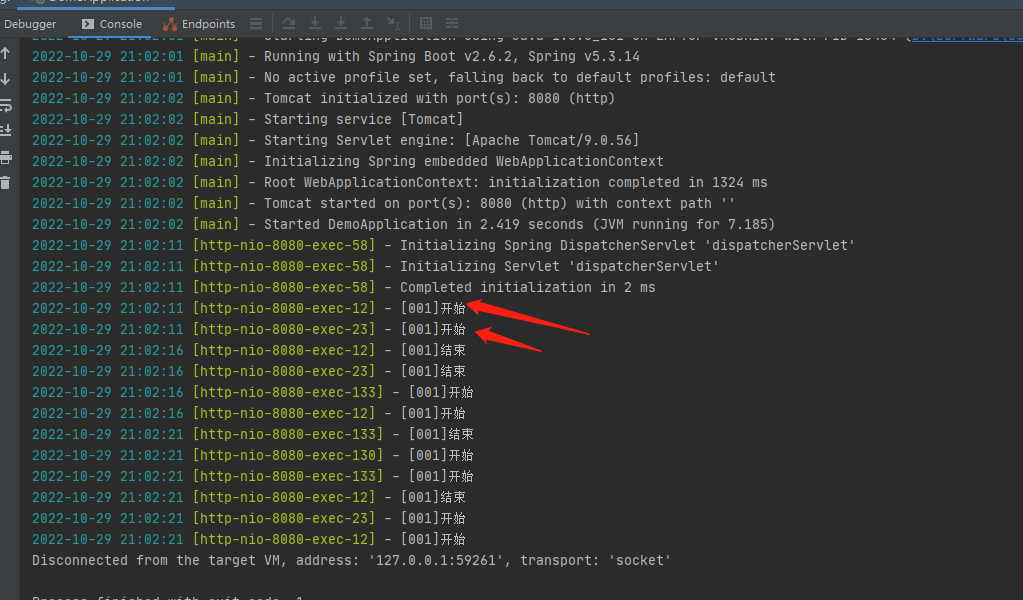 DemoApplication
Debugger Console Endpoints
2022-10-29 21:02:01 [main] - Running with Spring Boot v2.6.2, Spring v5.3.14
2022-10-29 21:02:01 [main] - No active profile set, falling back to default profiles: default
2022-10-29 21:02:02 [main] - Tomcat initialized with port(s): 8080 (http)
2022-10-29 21:02:02 [main] - Starting service [Tomcat]
2022-10-29 21:02:02 [main] - Starting Servlet engine: [Apache Tomcat/9.0.56]
2022-10-29 21:02:02 [main] - Initializing Spring embedded WebApplicationContext
2022-10-29 21:02:02 [main] - Root WebApplicationContext: initialization completed in 1324 ms
2022-10-29 21:02:02 [main] - Tomcat started on port(s): 8080 (http) with context path ''
2022-10-29 21:02:02 [main] - Started DemoApplication in 2.419 seconds (JVM running for 7.185)
2022-10-29 21:02:11 [http-nio-8080-exec-58] - Initializing Spring DispatcherServlet 'dispatcherServlet'
2022-10-29 21:02:11 [http-nio-8080-exec-58] - Initializing Servlet 'dispatcherServlet'
2022-10-29 21:02:11 [http-nio-8080-exec-58] - Completed initialization in 2 ms
2022-10-29 21:02:11 [http-nio-8080-exec-12] - [001]开始
2022-10-29 21:02:11 [http-nio-8080-exec-23] - [001]开始
2022-10-29 21:02:16 [http-nio-8080-exec-12] - [001]结束
2022-10-29 21:02:16 [http-nio-8080-exec-23] - [001]结束
2022-10-29 21:02:16 [http-nio-8080-exec-133] - [001]开始
2022-10-29 21:02:16 [http-nio-8080-exec-12] - [001]开始
2022-10-29 21:02:21 [http-nio-8080-exec-133] - [001]结束
2022-10-29 21:02:21 [http-nio-8080-exec-130] - [001]开始
2022-10-29 21:02:21 [http-nio-8080-exec-133] - [001]开始
2022-10-29 21:02:21 [http-nio-8080-exec-12] - [001]结束
2022-10-29 21:02:21 [http-nio-8080-exec-23] - [001]开始
2022-10-29 21:02:21 [http-nio-8080-exec-12] - [001]开始
Disconnected from the target VM, address: '127.0.0.1:59261', transport: 'socket'